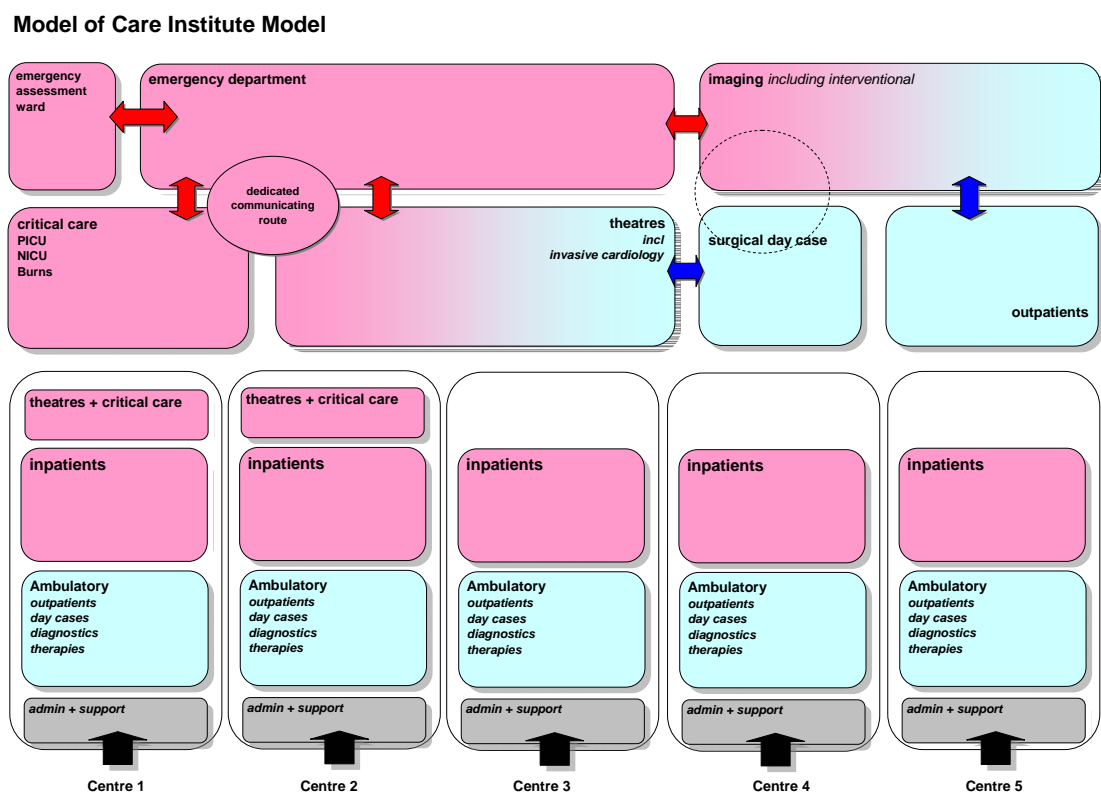 Model of Care Institute Model
emergency
assessment
ward
emergency department
imaging including interventional
dedicated
communicating
route
critical care
PICU
NICU
Burns
theatres
incl
invasive cardiology
surgical day case
outpatients
theatres + critical care
inpatients
Ambulatory
outpatients
day cases
diagnostics
therapies
admin + support
Centre 1
theatres + critical care
inpatients
Ambulatory
outpatients
day cases
diagnostics
therapies
admin + support
Centre 2
inpatients
Ambulatory
outpatients
day cases
diagnostics
therapies
admin + support
Centre 3
inpatients
Ambulatory
outpatients
day cases
diagnostics
therapies
admin + support
Centre 4
inpatients
Ambulatory
outpatients
day cases
diagnostics
therapies
admin + support
Centre 5